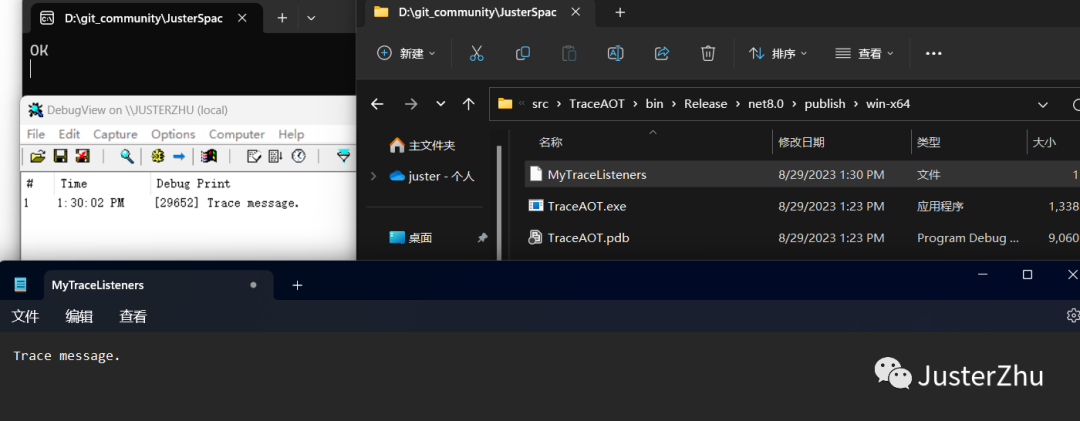 D:\git_community\JusterSpac
OK
DebugView on \\JUSTERZHU (local)
File Edit Capture Options Computer Help
# Time Debug Print
1 1:30:02 PM [29652] Trace message.
D:\git_community\JusterSpac
新建 排序 查看
src TraceAOT bin Release net8.0 publish win-x64
主文件夹
juster - 个人
桌面
名称 修改日期 类型 大小
MyTraceListeners 8/29/2023 1:30 PM 文件 1
TraceAOT.exe 8/29/2023 1:23 PM 应用程序 1,338
TraceAOT.pdb 8/29/2023 1:23 PM Program Debug ... 9,060
MyTraceListeners
文件 编辑 查看
Trace message.
JusterZhu